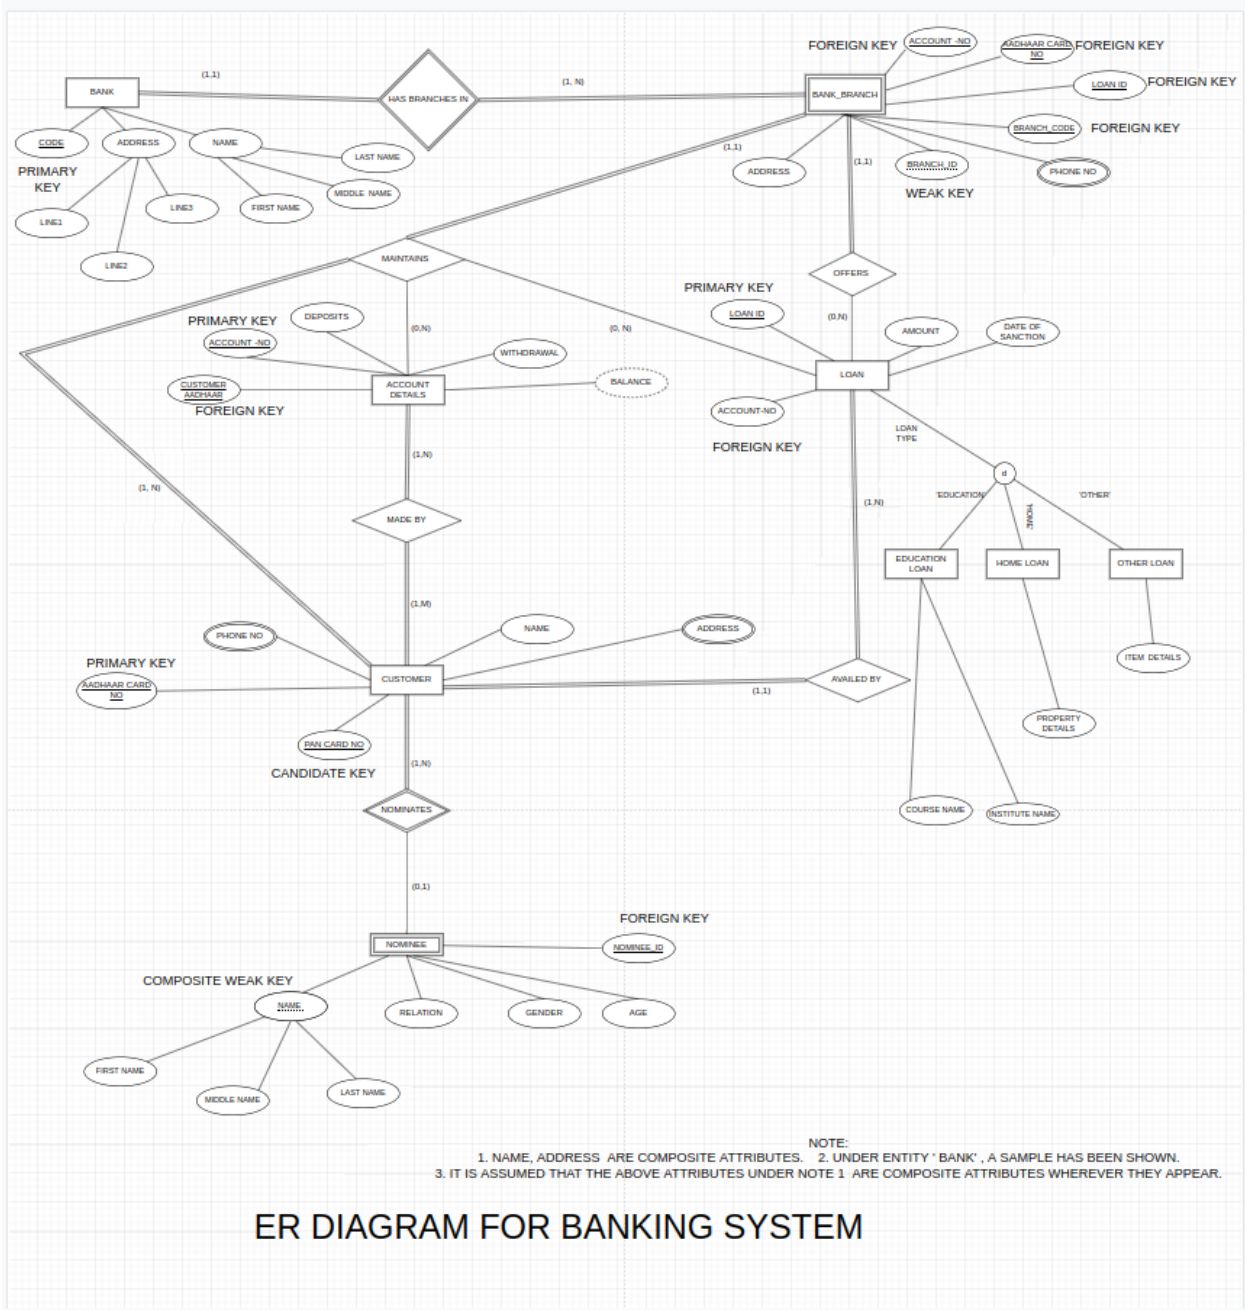 FOREIGN KEY
ACCOUNT -NO
AADHAAR CARD
NO
FOREIGN KEY
(1,1)
(1, N)
LOAN ID
FOREIGN KEY
BANK
HAS BRANCHES IN
BANK_BRANCH
BRANCH_CODE
FOREIGN KEY
CODE
ADDRESS
NAME
LAST NAME
(1,1)
(1,1)
BRANCH_ID
PHONE NO
ADDRESS
PRIMARY
KEY
WEAK KEY
MIDDLE NAME
LINE1
LINE3
FIRST NAME
LINE2
MAINTAINS
OFFERS
PRIMARY KEY
LOAN ID
(0,N)
DEPOSITS
PRIMARY KEY
ACCOUNT -NO
(0,N)
(0, N)
AMOUNT
DATE OF
SANCTION
WITHDRAWAL
CUSTOMER
AADHAAR
ACCOUNT
DETAILS
BALANCE
LOAN
FOREIGN KEY
ACCOUNT-NO
FOREIGN KEY
LOAN
TYPE
(1,N)
d
(1, N)
(1,N)
'EDUCATION'
'HOME'
'OTHER'
MADE BY
EDUCATION
LOAN
HOME LOAN
OTHER LOAN
(1,M)
PHONE NO
NAME
ADDRESS
ITEM DETAILS
PRIMARY KEY
AADHAAR CARD
NO
CUSTOMER
(1,1)
AVAILED BY
PROPERTY
DETAILS
PAN CARD NO
CANDIDATE KEY
(1,N)
NOMINATES
COURSE NAME
INSTITUTE NAME
(0,1)
FOREIGN KEY
NOMINEE
NOMINEE_ID
COMPOSITE WEAK KEY
NAME
RELATION
GENDER
AGE
FIRST NAME
MIDDLE NAME
LAST NAME
NOTE:
1. NAME, ADDRESS ARE COMPOSITE ATTRIBUTES. 2. UNDER ENTITY ' BANK' , A SAMPLE HAS BEEN SHOWN.
3. IT IS ASSUMED THAT THE ABOVE ATTRIBUTES UNDER NOTE 1 ARE COMPOSITE ATTRIBUTES WHEREVER THEY APPEAR.
ER DIAGRAM FOR BANKING SYSTEM